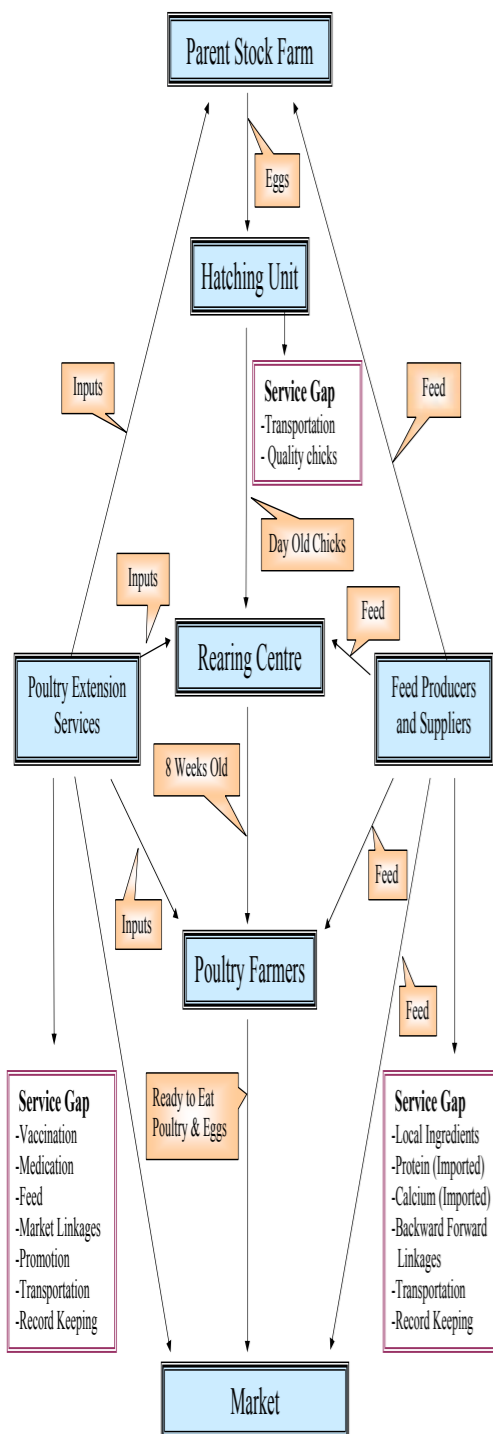 Parent Stock Farm
Eggs
Hatching Unit
Inputs
Feed
Service Gap
-Transportation
- Quality chicks
Day Old Chicks
Inputs
Feed
Rearing Centre
Poultry Extension
Services
Feed Producers
and Suppliers
8 Weeks Old
Feed
Inputs
Poultry Farmers
Feed
Ready to Eat
Poultry & Eggs
Service Gap
-Vaccination
-Medication
-Feed
-Market Linkages
-Promotion
-Transportation
-Record Keeping
Service Gap
-Local Ingredients
-Protein (Imported)
-Calcium (Imported)
-Backward Forward
Linkages
-Transportation
-Record Keeping
Market